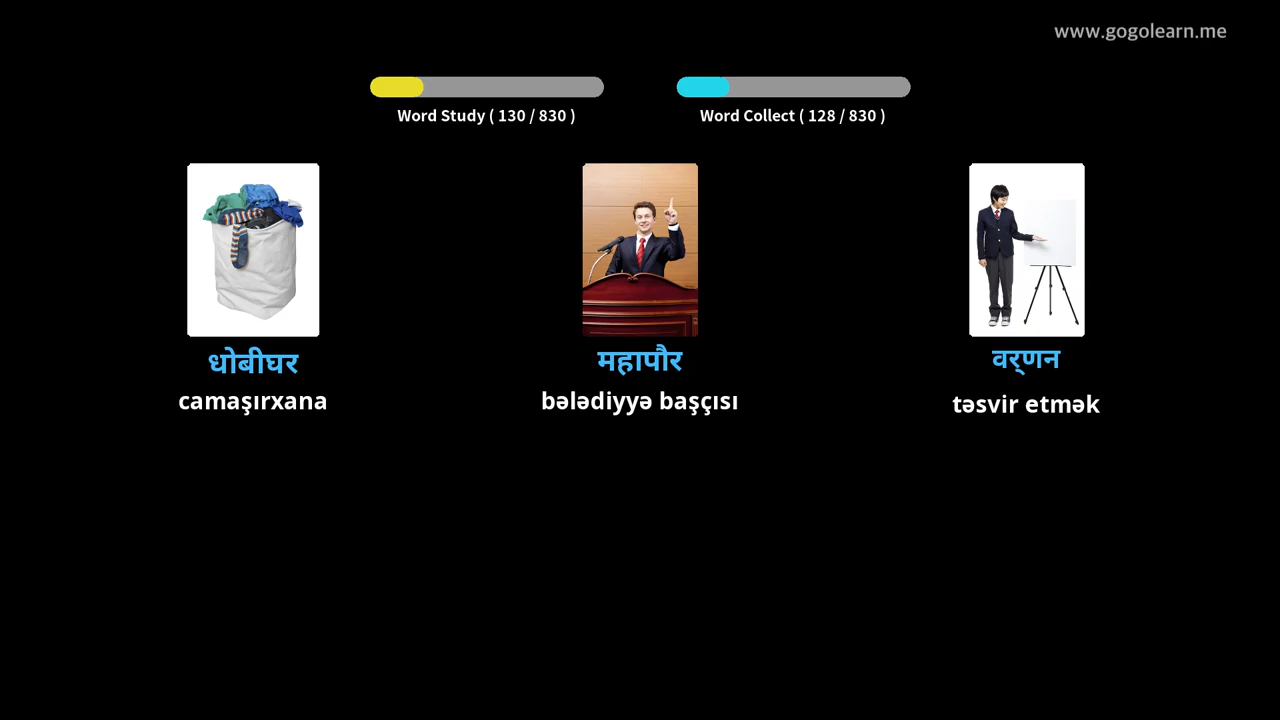 www.gogolearn.me
Word Study ( 130 / 830 )
Word Collect ( 128 / 830 )
धोबीघर
महापौर
वर्‌णन
camaşırxana
bələdiyyə başçısı
təsvir etmək